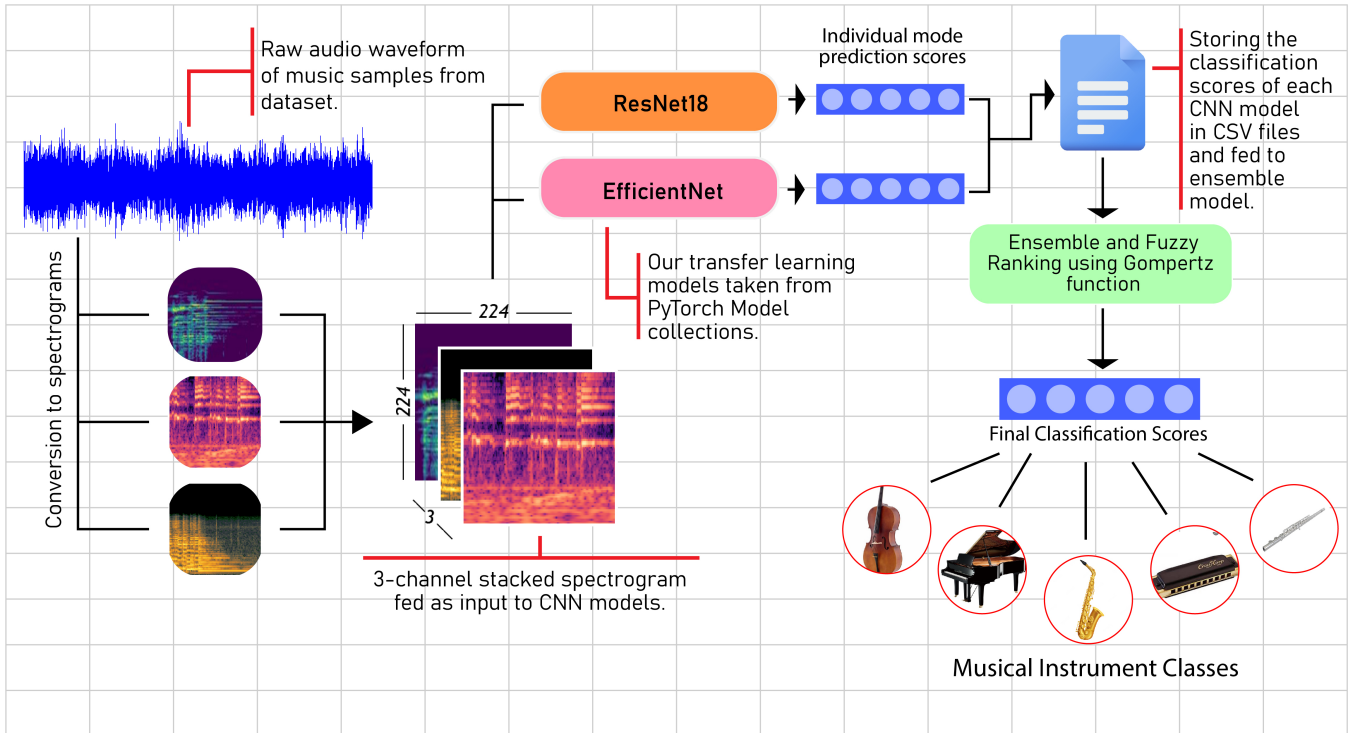 Raw audio waveform
of music samples from
dataset.
Conversion to spectrograms
224
224
3
3-channel stacked spectrogram
fed as input to CNN models.
ResNet18
EfficientNet
Our transfer learning
models taken from
PyTorch Model
collections.
Individual mode
prediction scores
Storing the
classification
scores of each
CNN model
in CSV files
and fed to
ensemble
model.
Ensemble and Fuzzy
Ranking using Gompertz
function
Final Classification Scores
Musical Instrument Classes